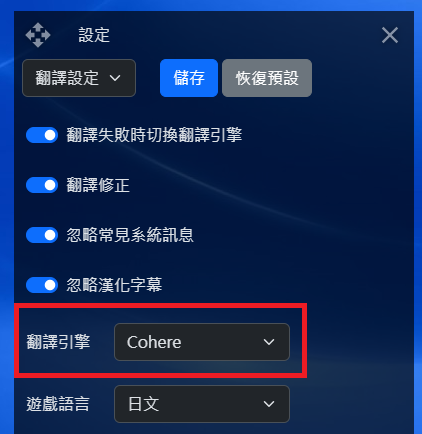 設定
翻譯設定
儲存
恢復預設
翻譯失敗時切換翻譯引擎
翻譯修正
忽略常見系統訊息
忽略漢化字幕
翻譯引擎 Cohere
遊戲語言 日文